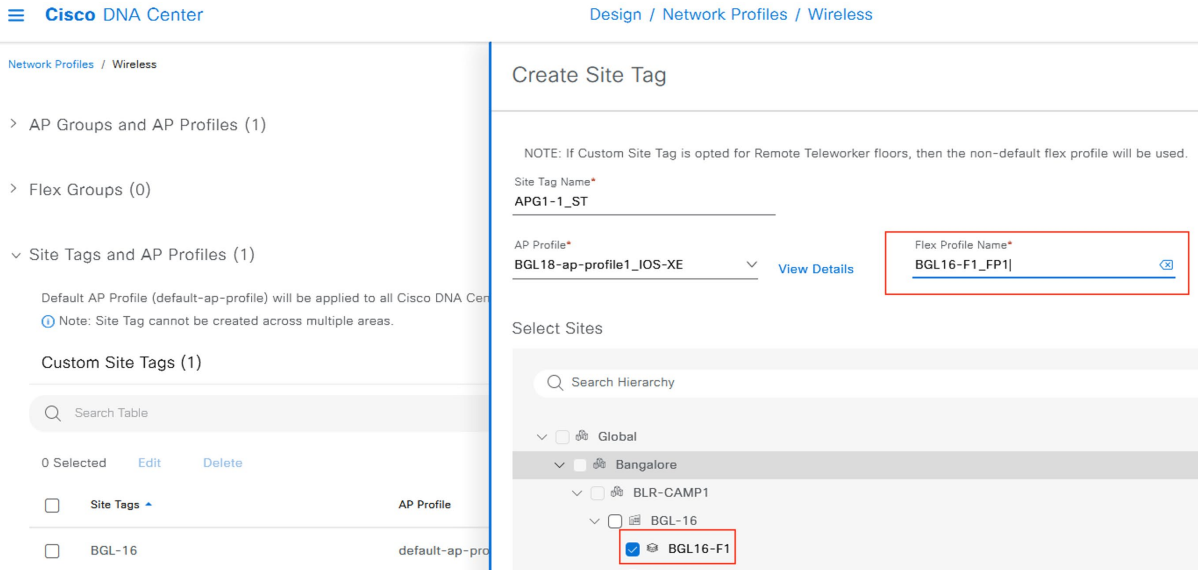 Cisco DNA Center
Design / Network Profiles / Wireless
Network Profiles / Wireless
AP Groups and AP Profiles (1)
Flex Groups (0)
Site Tags and AP Profiles (1)
Default AP Profile (default-ap-profile) will be applied to all Cisco DNA Cen
Note: Site Tag cannot be created across multiple areas.
Custom Site Tags (1)
Search Table
0 Selected Edit Delete
Site Tags AP Profile
BGL-16 default-ap-pro
Create Site Tag
NOTE: If Custom Site Tag is opted for Remote Teleworker floors, then the non-default flex profile will be used.
Site Tag Name*
APG1-1_ST
AP Profile* Flex Profile Name*
BGL18-ap-profile1_IOS-XE View Details BGL16-F1_FP1
Select Sites
Search Hierarchy
Global
Bangalore
BLR-CAMP1
BGL-16
BGL16-F1